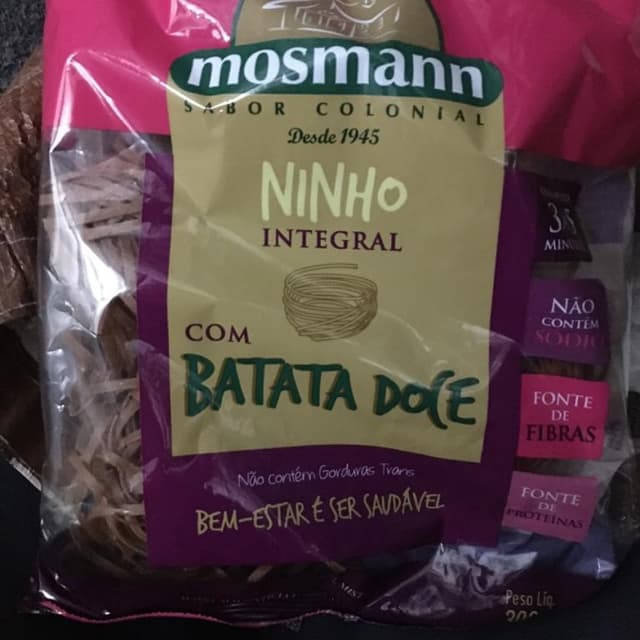 mosmann
SABOR COLONIAL
Desde 1945
NINHO
INTEGRAL
COM
BATATA DOCE
Não contém Gorduras Trans
BEM-ESTAR É SER SAUDÁVEL
NÃO
CONTÉM
SÓDIO
FONTE
DE
FIBRAS
FONTE
DE
PROTEÍNAS
Peso Líq.